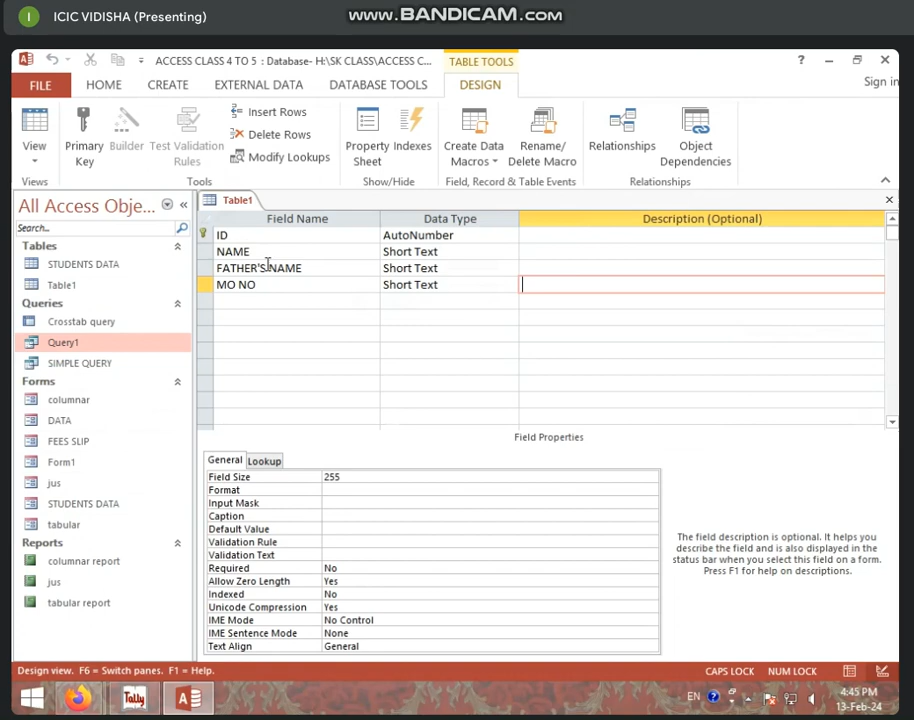 I ICIC VIDISHA (Presenting)
www.BANDICAM.com
ACCESS CLASS 4 TO 5 : Database- H:\SK CLASS\ACCESS C...
TABLE TOOLS
?
Sign in
FILE HOME CREATE EXTERNAL DATA DATABASE TOOLS DESIGN
View
Primary Key
Builder
Test Validation Rules
Insert Rows
Delete Rows
Modify Lookups
Property Sheet
Indexes
Create Data Macros
Rename/ Delete Macro
Relationships
Object Dependencies
Views Tools Show/Hide Field, Record & Table Events Relationships
All Access Obje...
Search...
Tables
STUDENTS DATA
Table1
Queries
Crosstab query
Query1
SIMPLE QUERY
Forms
columnar
DATA
FEES SLIP
Form1
jus
STUDENTS DATA
tabular
Reports
columnar report
jus
tabular report
Table1
Field Name Data Type Description (Optional)
ID AutoNumber
NAME Short Text
FATHER'S NAME Short Text
MO NO Short Text
Field Properties
General Lookup
Field Size 255
Format
Input Mask
Caption
Default Value
Validation Rule
Validation Text
Required No
Allow Zero Length Yes
Indexed No
Unicode Compression Yes
IME Mode No Control
IME Sentence Mode None
Text Align General
The field description is optional. It helps you
describe the field and is also displayed in the
status bar when you select this field on a form.
Press F1 for help on descriptions.
Design view. F6 = Switch panes. F1 = Help.
CAPS LOCK NUM LOCK
Tally
EN
4:45 PM
13-Feb-24